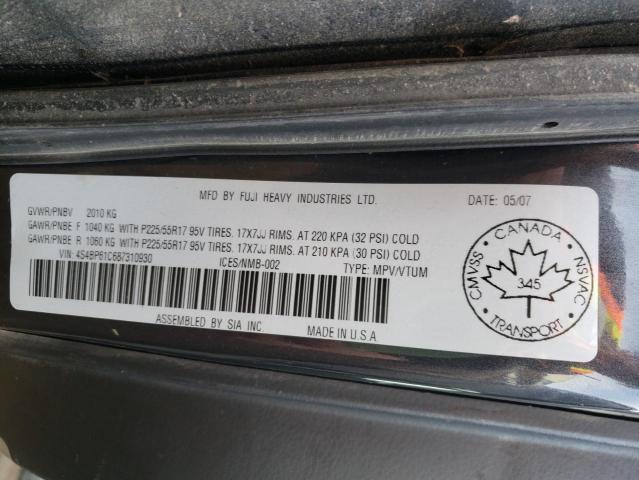 MFD BY FUJI HEAVY INDUSTRIES LTD.
DATE: 05/07
GVWR/PNBV 2010 KG
GAWR/PNBE F 1040 KG WITH P225/55R17 95V TIRES. 17X7JJ RIMS. AT 220 KPA (32 PSI) COLD
GAWR/PNBE R 1060 KG WITH P225/55R17 95V TIRES. 17X7JJ RIMS. AT 210 KPA (30 PSI) COLD
VIN: 4S4BP61C687310930
ICES/NMB-002
TYPE: MPV/VTUM
ASSEMBLED BY SIA INC.
MADE IN U.S.A
CANADA
CMVSS
NSVAC
345
TRANSPORT